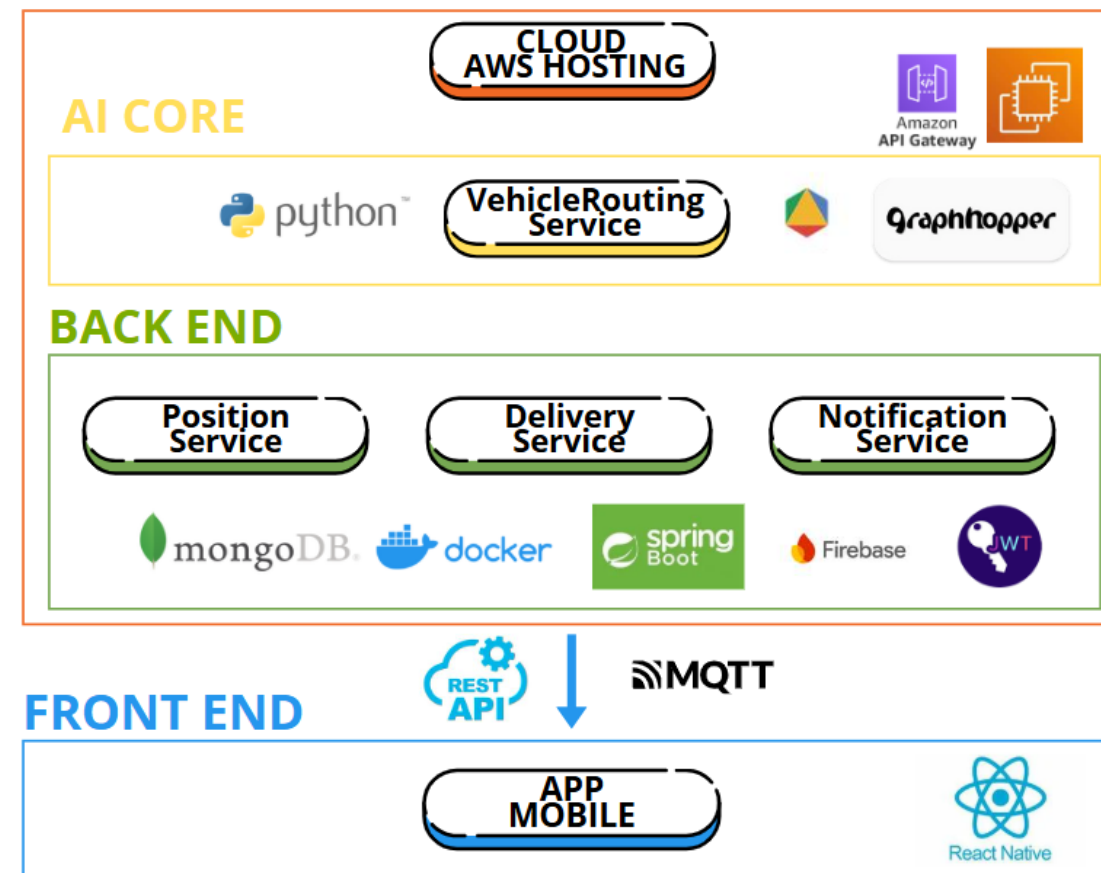 CLOUD
AWS HOSTING
Amazon
API Gateway
AI CORE
python™
VehicleRouting
Service
Graphhopper
BACK END
Position
Service
Delivery
Service
Notification
Service
mongoDB.
docker
spring
Boot
Firebase
JWT
REST
API
MQTT
FRONT END
APP
MOBILE
React Native